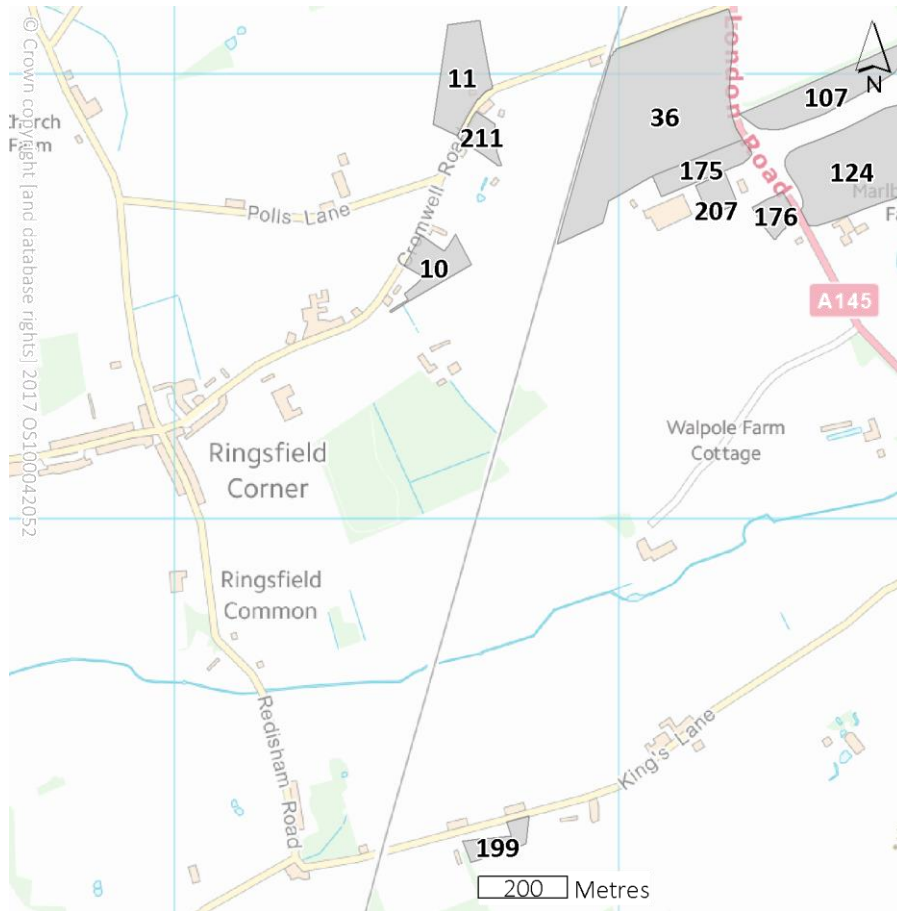 © Crown copyright [and database rights] 2017 OS100042052
11
36
107
N
London Road
Farm
211
175
124
207
176
Polls Lane
Cromwell Road
10
A145
Walpole Farm
Cottage
Ringsfield
Corner
Ringsfield
Common
Redisham Road
King's Lane
199
200 Metres